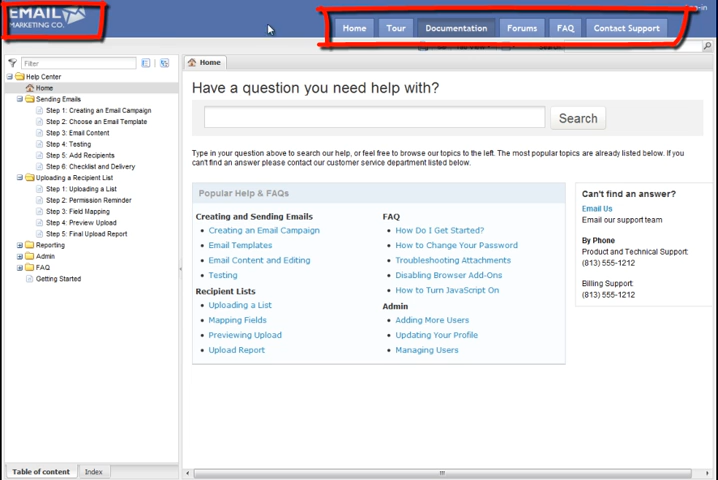 EMAIL
MARKETING CO.
Home Tour Documentation Forums FAQ Contact Support
Filter
Help Center
Home
Sending Emails
Step 1: Creating an Email Campaign
Step 2: Choose an Email Template
Step 3: Email Content
Step 4: Testing
Step 5: Add Recipients
Step 6: Checklist and Delivery
Uploading a Recipient List
Step 1: Uploading a List
Step 2: Permission Reminder
Step 3: Field Mapping
Step 4: Preview Upload
Step 5: Final Upload Report
Reporting
Admin
FAQ
Getting Started
Table of content Index
Home
Have a question you need help with?
Search
Type in your question above to search our help, or feel free to browse our topics to the left. The most popular topics are already listed below. If you
can't find an answer please contact our customer service department listed below.
Popular Help & FAQs
Creating and Sending Emails
Creating an Email Campaign
Email Templates
Email Content and Editing
Testing
Recipient Lists
Uploading a List
Mapping Fields
Previewing Upload
Upload Report
FAQ
How Do I Get Started?
How to Change Your Password
Troubleshooting Attachments
Disabling Browser Add-Ons
How to Turn JavaScript On
Admin
Adding More Users
Updating Your Profile
Managing Users
Can't find an answer?
Email Us
Email our support team
By Phone
Product and Technical Support:
(813) 555-1212
Billing Support:
(813) 555-1212